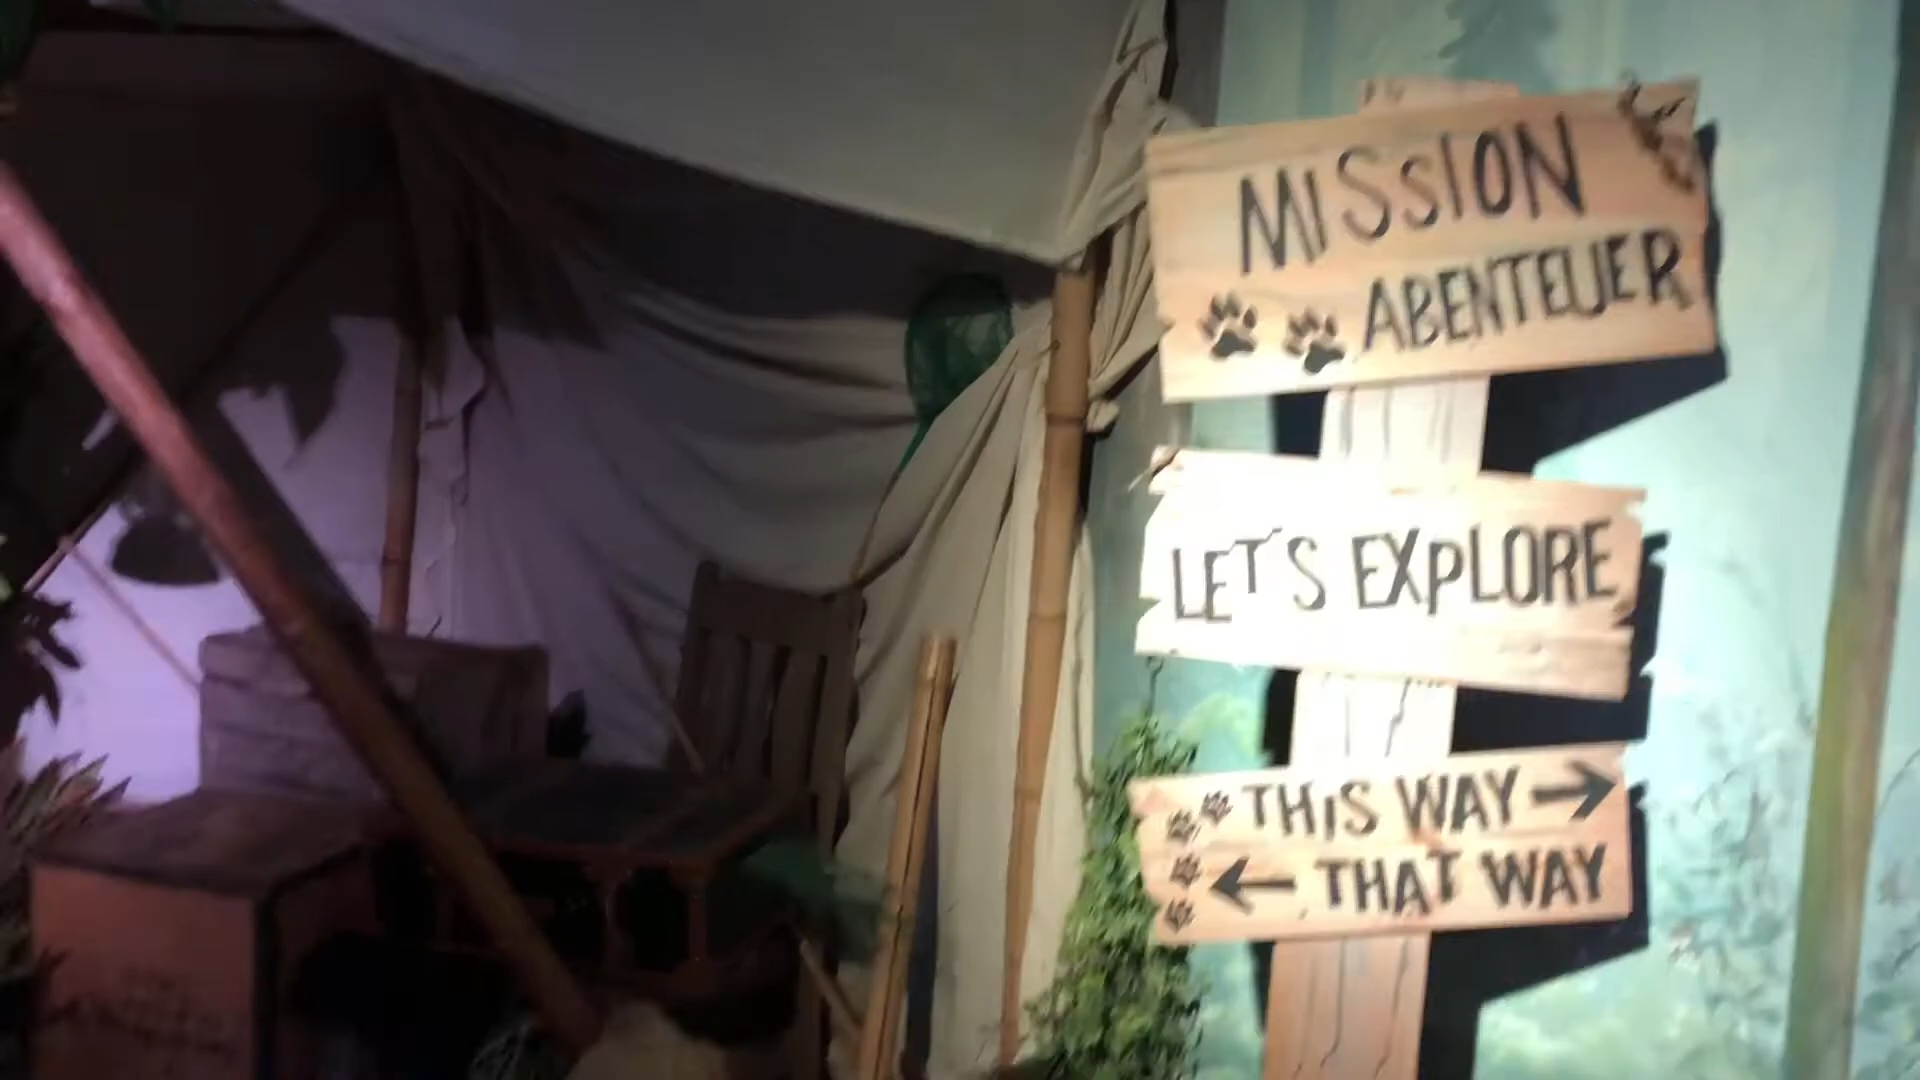 MISSION
ABENTEUER
LET'S EXPLORE
THIS WAY →
← THAT WAY